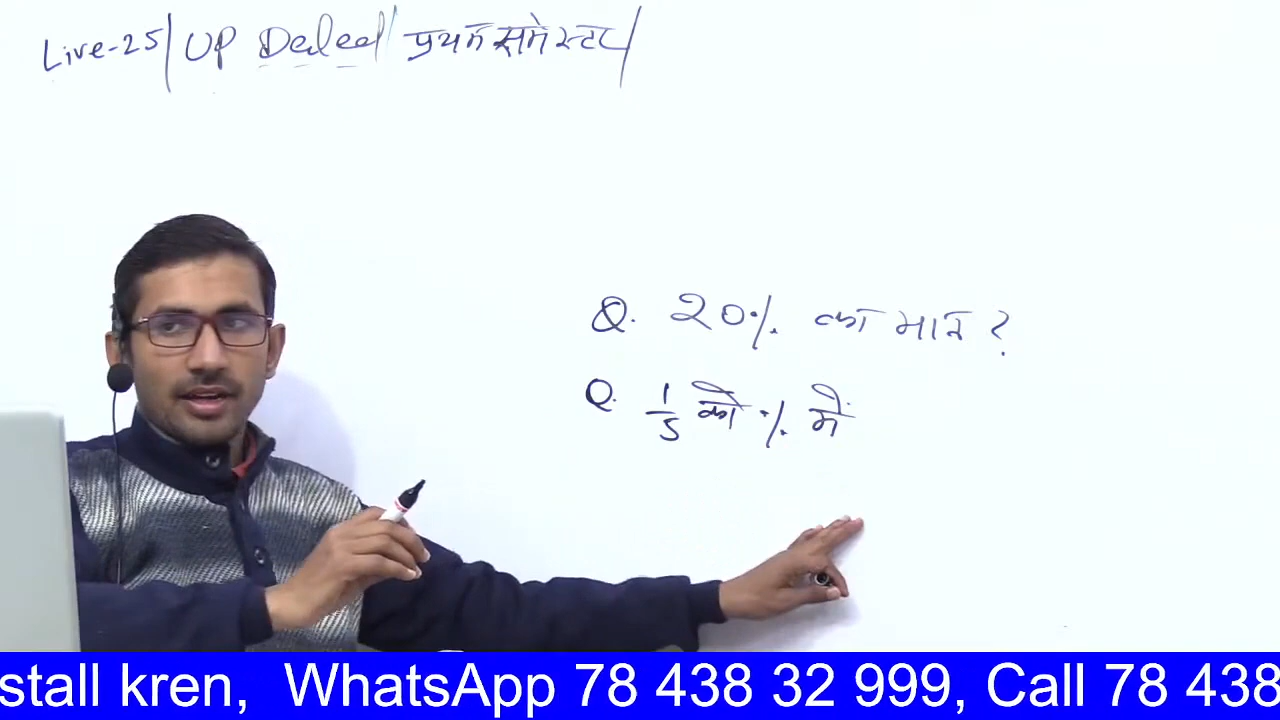 Live-25/ UP Deled / प्रथम सेमेस्टर /
Q. 20% का मान ?
Q. 1/5 को % में
stall kren, WhatsApp 78 438 32 999, Call 78 438